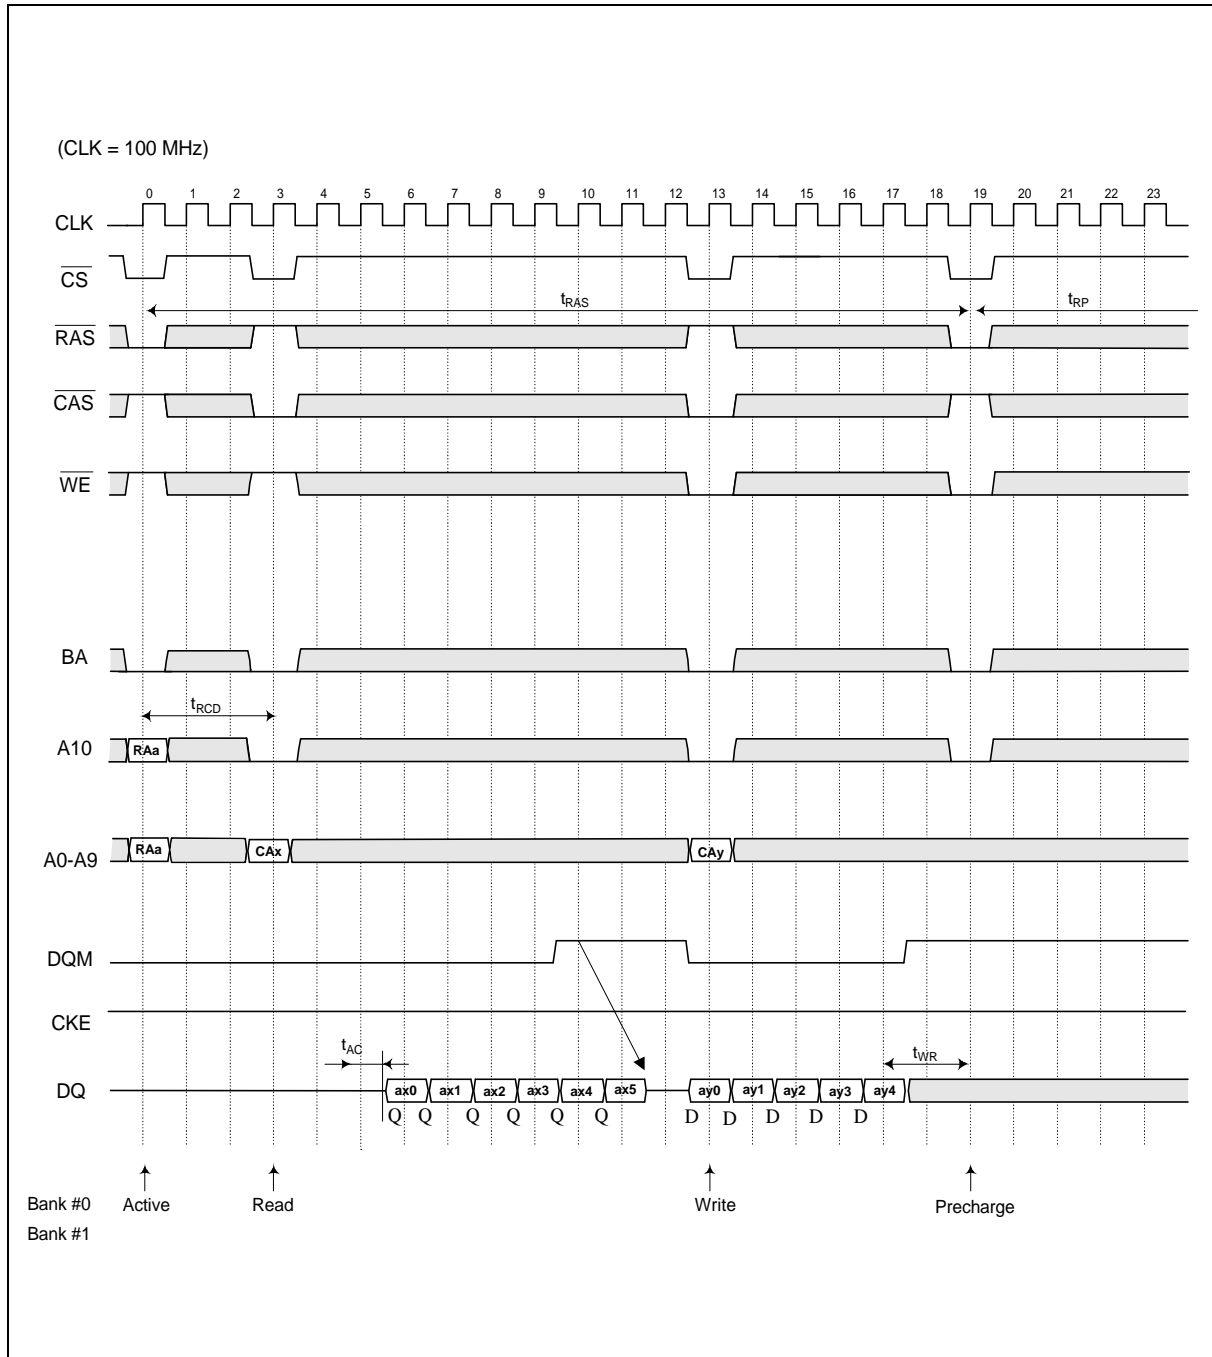 (CLK = 100 MHz)
0 1 2 3 4 5 6 7 8 9 10 11 12 13 14 15 16 17 18 19 20 21 22 23
CLK
CS
tRAS tRP
RAS
CAS
WE
BA
tRCD
A10 RAa
A0-A9 RAa CAx CAy
DQM
CKE
tAC tWR
DQ ax0 ax1 ax2 ax3 ax4 ax5 ay0 ay1 ay2 ay3 ay4
Q Q Q Q Q Q D D D D D
Bank #0 Active Read Write Precharge
Bank #1